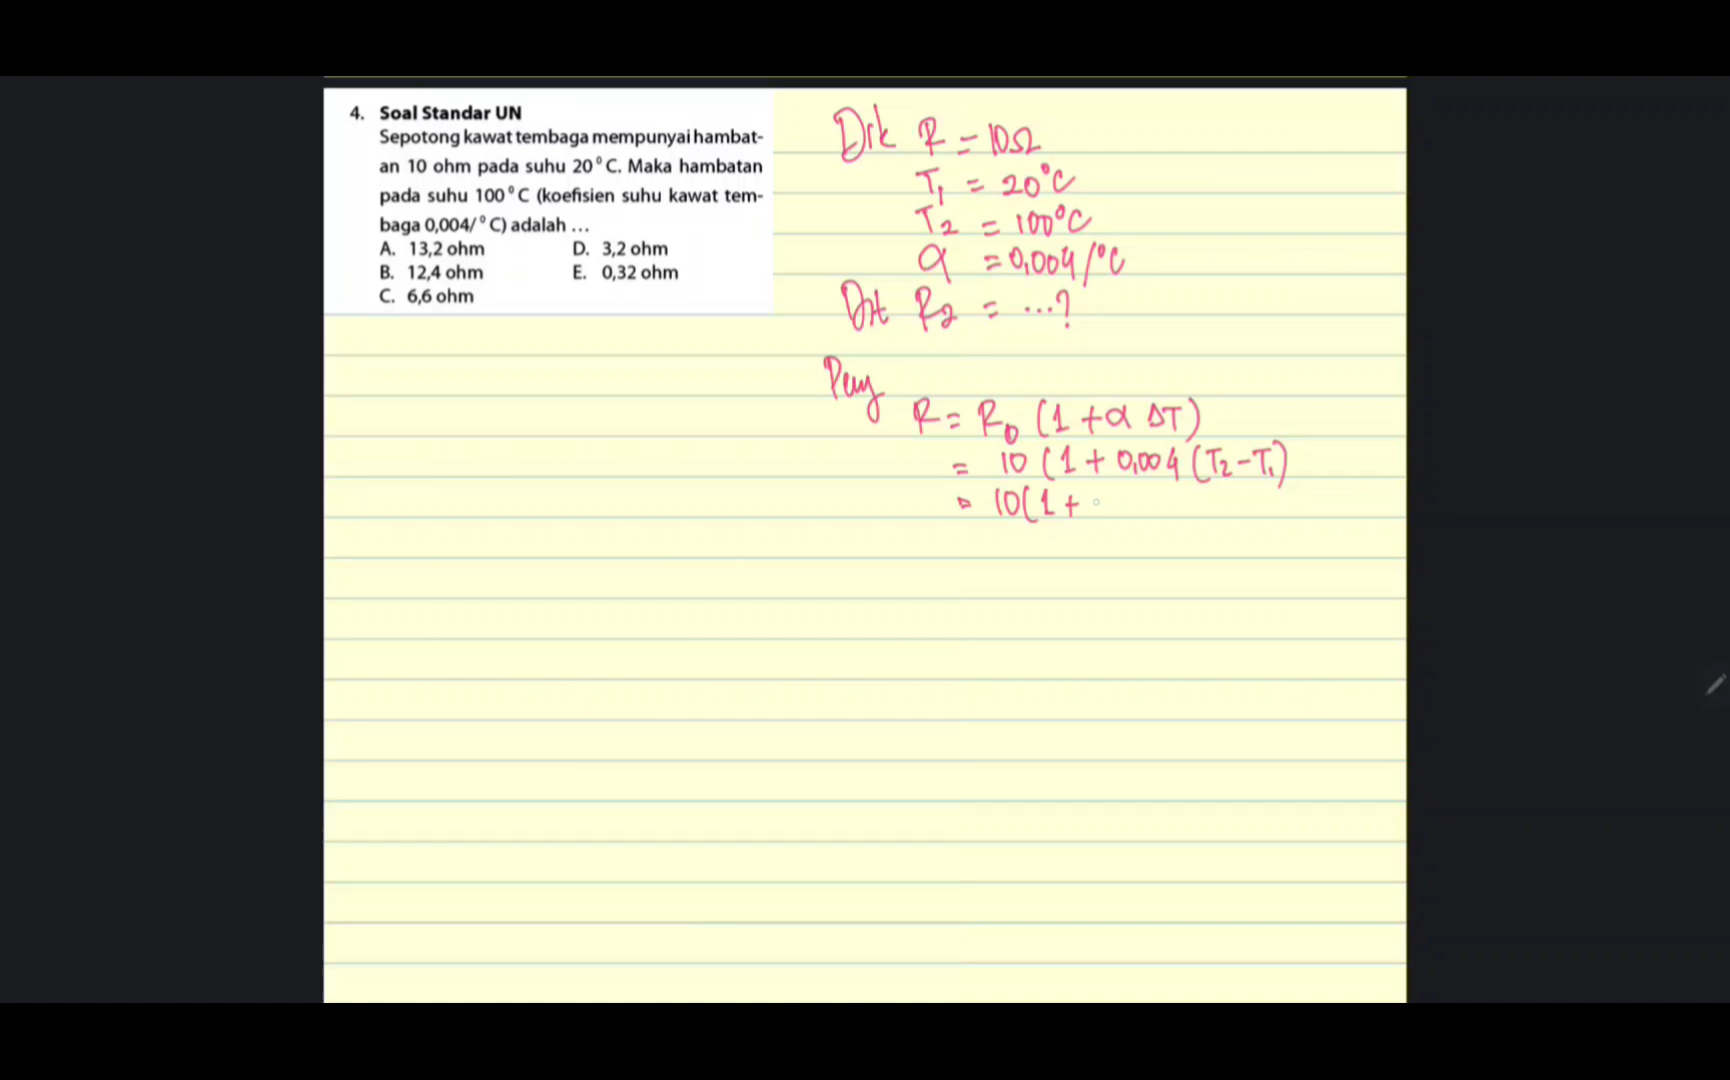 4. Soal Standar UN
Sepotong kawat tembaga mempunyai hambat-
an 10 ohm pada suhu 20°C. Maka hambatan
pada suhu 100°C (koefisien suhu kawat tem-
baga 0,004/°C) adalah ...
A. 13,2 ohm D. 3,2 ohm
B. 12,4 ohm E. 0,32 ohm
C. 6,6 ohm
Dik R = 10Ω
T₁ = 20°C
T₂ = 100°C
α = 0,004/°C
Dit R₂ = ...?
Peny
R = R₀ (1 + α ΔT)
= 10 (1 + 0,004 (T₂ - T₁)
= 10(1 +